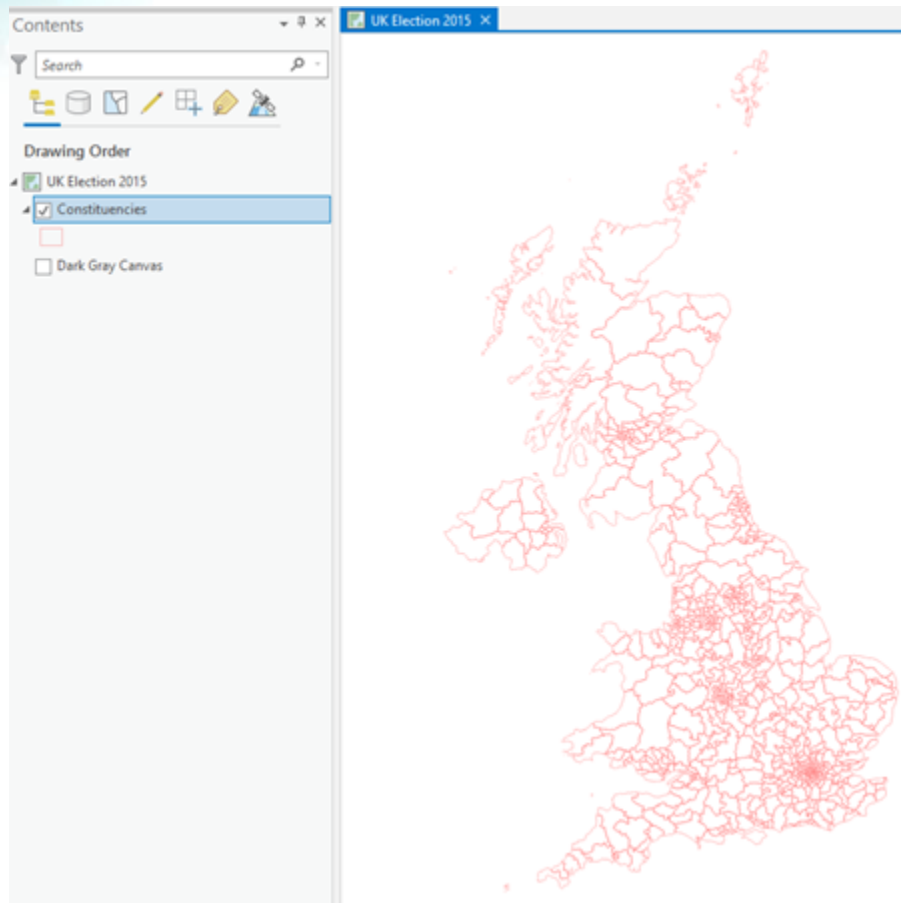 Contents
UK Election 2015
Search
Drawing Order
UK Election 2015
Constituencies
Dark Gray Canvas